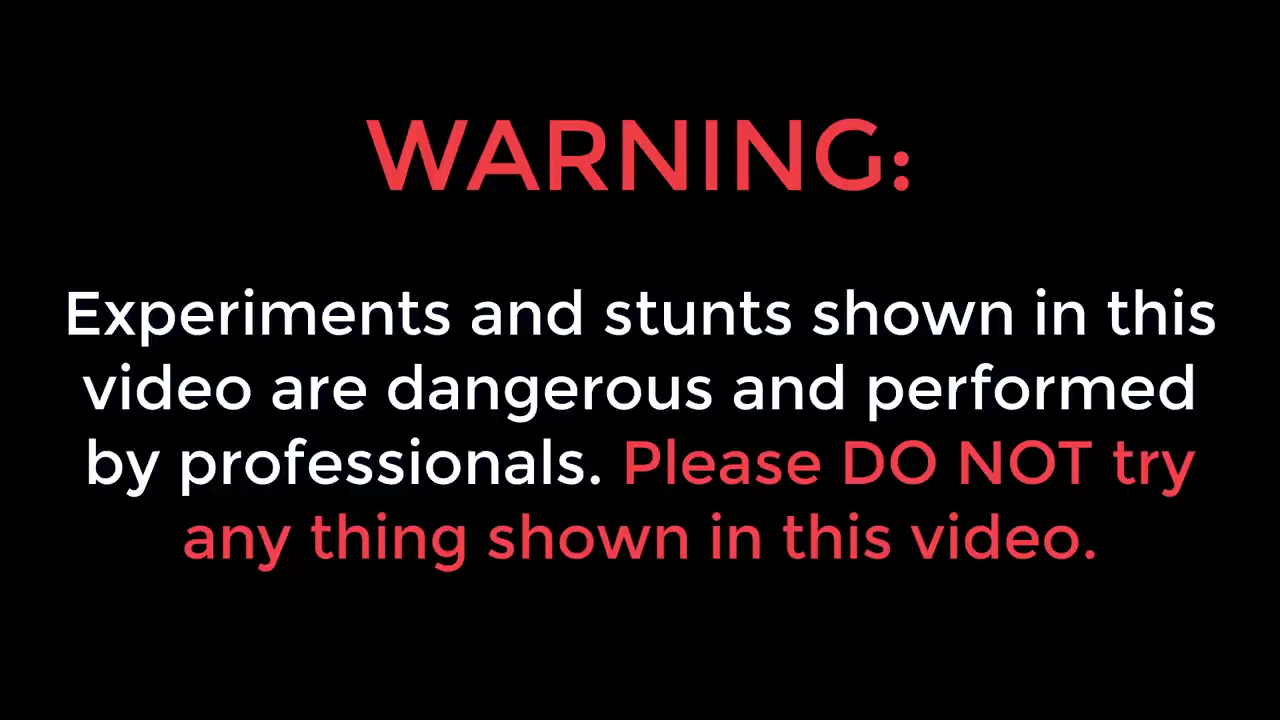 WARNING:
Experiments and stunts shown in this
video are dangerous and performed
by professionals. Please DO NOT try
any thing shown in this video.